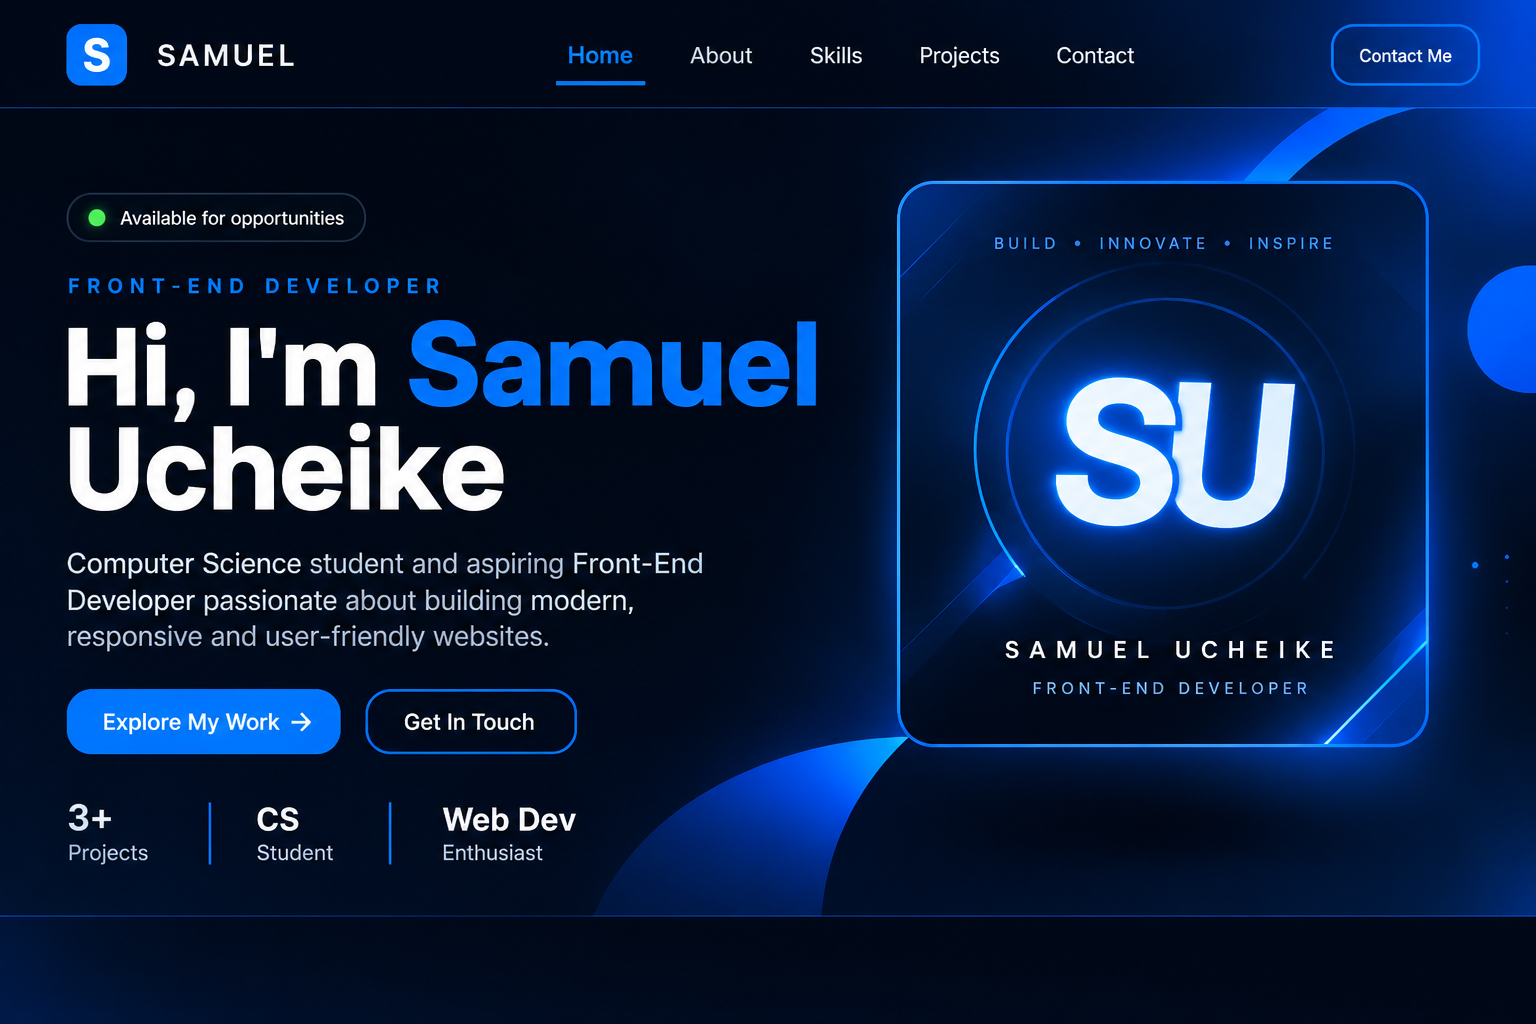 S SAMUEL Home About Skills Projects Contact Contact Me
Available for opportunities
FRONT-END DEVELOPER
Hi, I'm Samuel
Ucheike
Computer Science student and aspiring Front-End
Developer passionate about building modern,
responsive and user-friendly websites.
Explore My Work → Get In Touch
3+ CS Web Dev
Projects Student Enthusiast
BUILD • INNOVATE • INSPIRE
SU
SAMUEL UCHEIKE
FRONT-END DEVELOPER